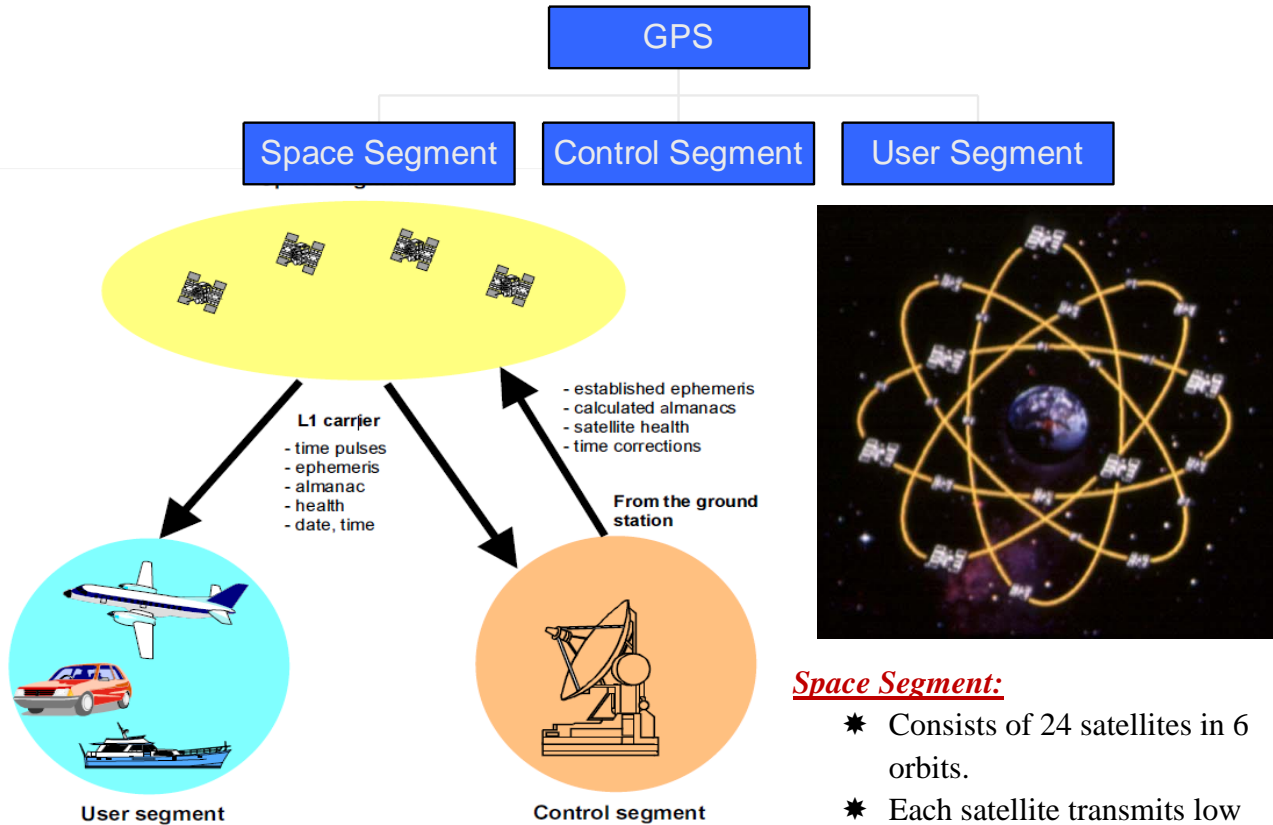 GPS
Space Segment
Control Segment
User Segment
L1 carrier
- time pulses
- ephemeris
- almanac
- health
- date, time
- established ephemeris
- calculated almanacs
- satellite health
- time corrections
From the ground
station
User segment
Control segment
Space Segment:
✷ Consists of 24 satellites in 6
orbits.
✷ Each satellite transmits low